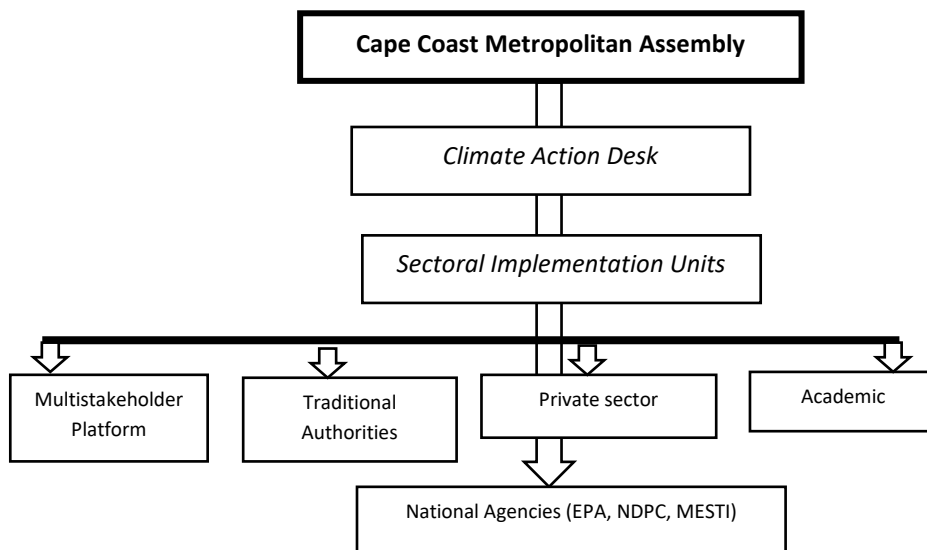 Cape Coast Metropolitan Assembly
Climate Action Desk
Sectoral Implementation Units
Multistakeholder
Platform
Traditional
Authorities
Private sector
Academic
National Agencies (EPA, NDPC, MESTI)